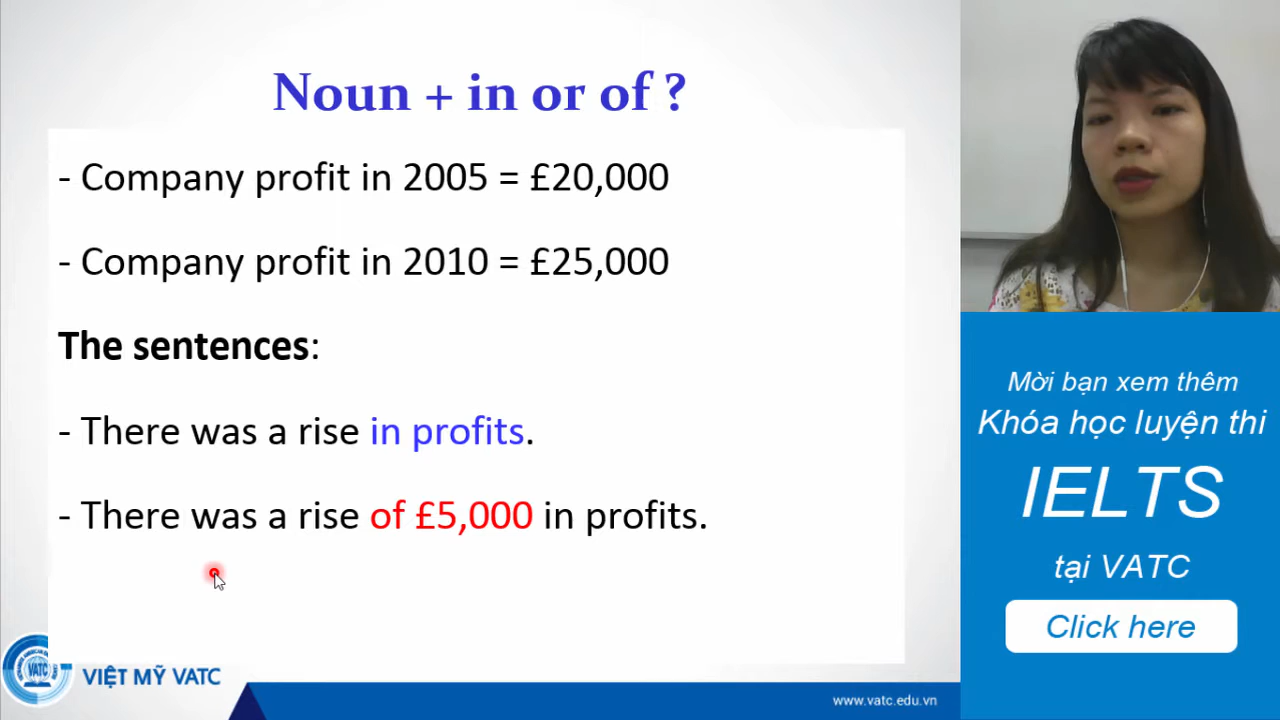 Noun + in or of ?
- Company profit in 2005 = £20,000
- Company profit in 2010 = £25,000
The sentences:
- There was a rise in profits.
- There was a rise of £5,000 in profits.
VATC
VIỆT MỸ VATC
www.vatc.edu.vn
Mời bạn xem thêm
Khóa học luyện thi
IELTS
tại VATC
Click here